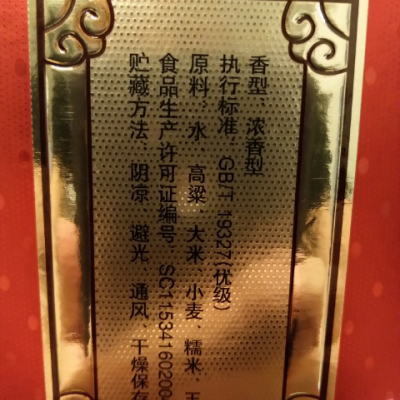 香型、浓香型
执行标准：GB/T 19327(优级)
原料：水、高粱、大米、小麦、糯米、玉
食品生产许可证编号：SC11534160200
贮藏方法：阴凉、避光、通风、干燥保存